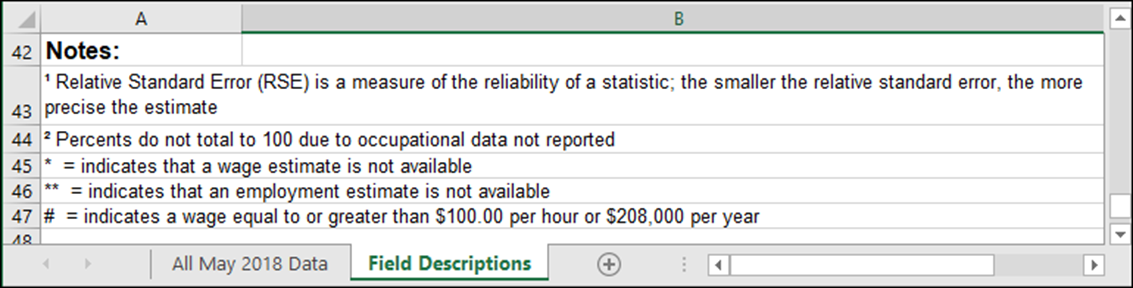 A B
42 Notes:
¹ Relative Standard Error (RSE) is a measure of the reliability of a statistic; the smaller the relative standard error, the more
43 precise the estimate
44 ² Percents do not total to 100 due to occupational data not reported
45 * = indicates that a wage estimate is not available
46 ** = indicates that an employment estimate is not available
47 # = indicates a wage equal to or greater than $100.00 per hour or $208,000 per year
48
All May 2018 Data Field Descriptions